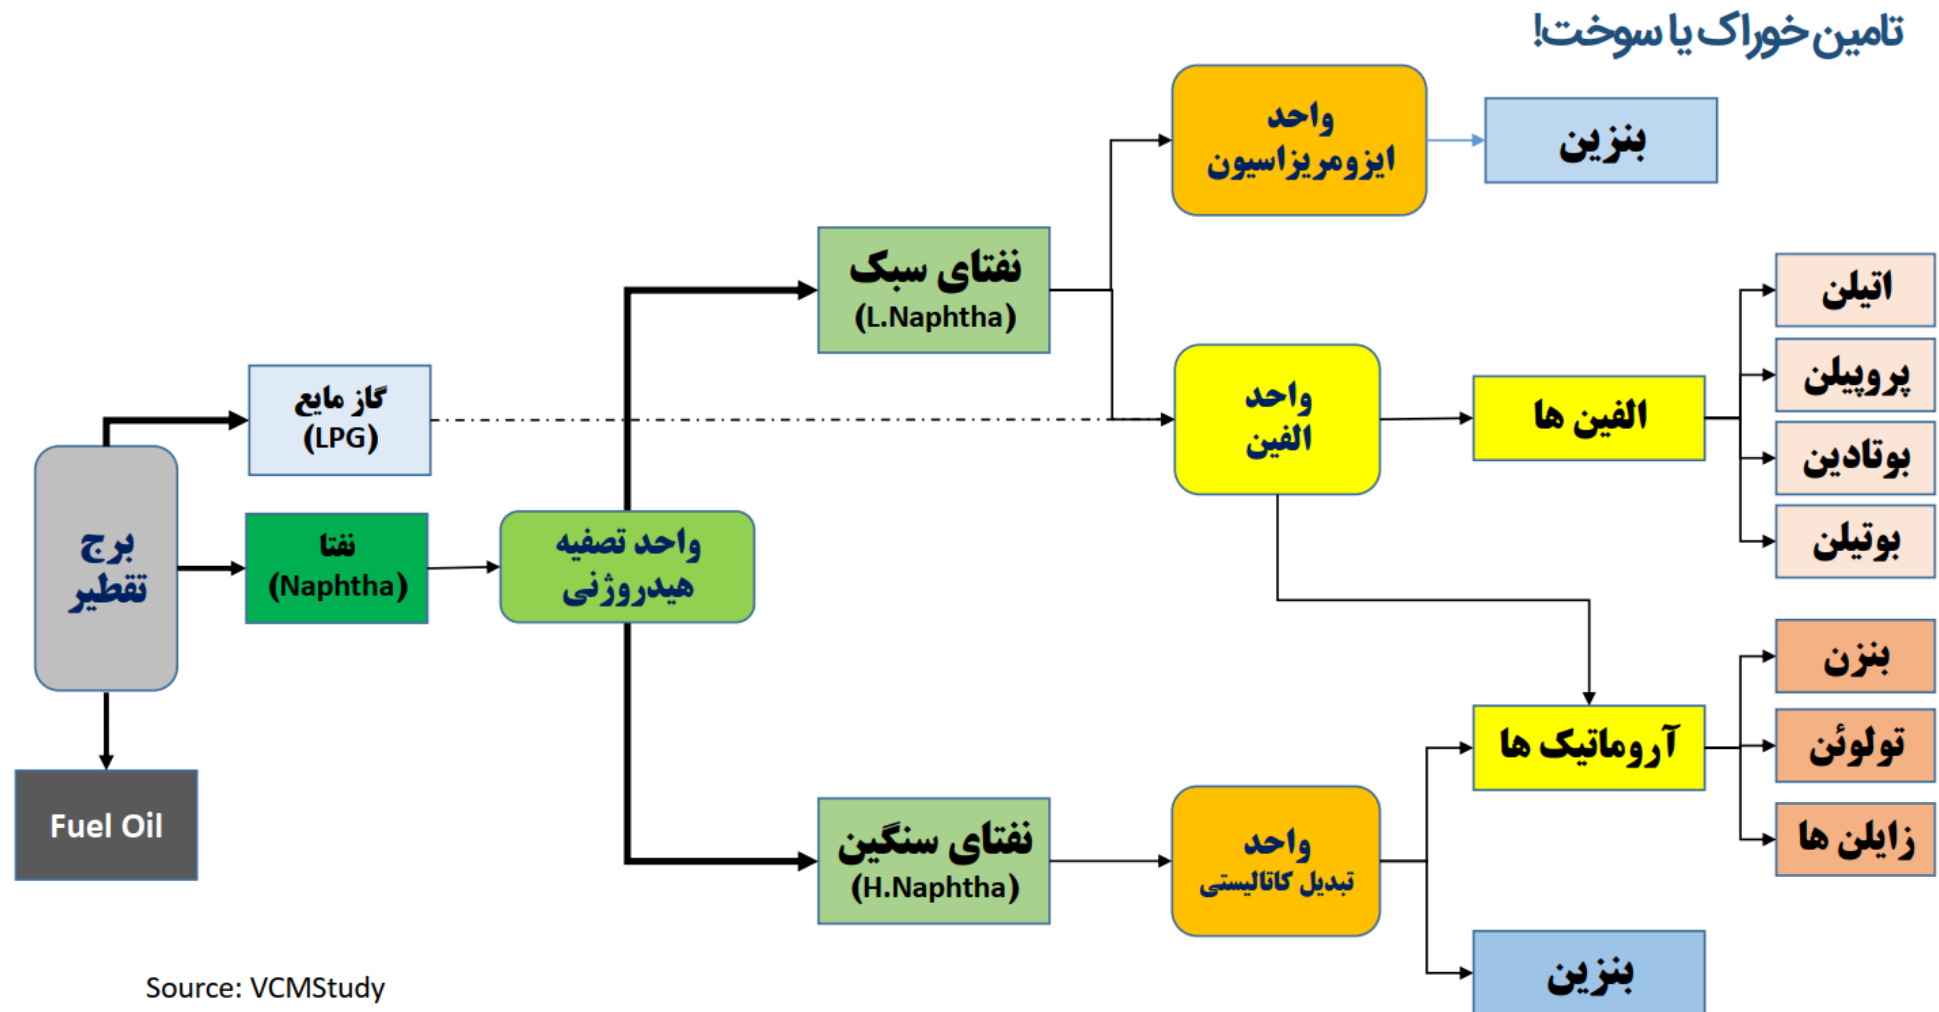 تامین خوراک یا سوخت!
برج
تقطیر
Fuel Oil
گاز مایع
(LPG)
نفتا
(Naphtha)
واحد تصفیه
هیدروژنی
نفتای سبک
(L.Naphtha)
نفتای سنگین
(H.Naphtha)
واحد
ایزومریزاسیون
بنزین
واحد
الفین
الفین ها
اتیلن
پروپیلن
بوتادین
بوتیلن
واحد
تبدیل کاتالیستی
آروماتیک ها
بنزن
تولوئن
زایلن ها
بنزین
Source: VCMStudy